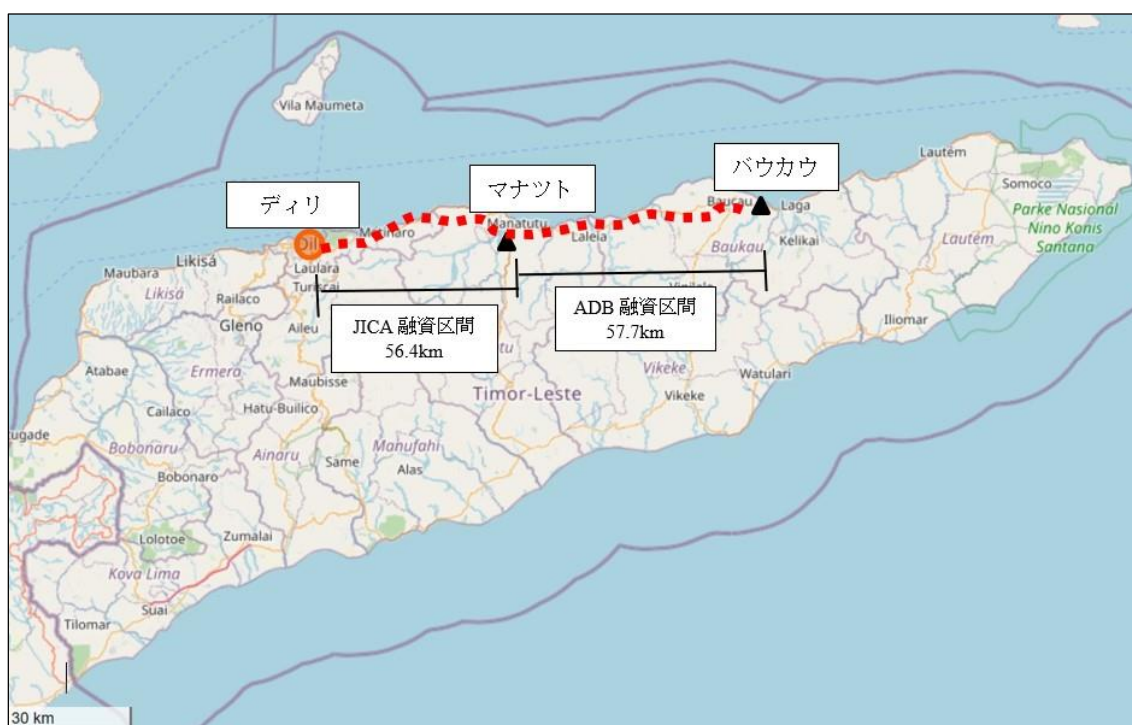 Vila Maumeta
Lautém
バウカウ
マナツト
ディリ
Somoco
Baucau
Laga
Parke Nasional
Nino Konis
Santana
Manatutu
Laleia
Kelikai
Baukau
Lautém
Likisá
Laulara
Turiscai
Maubara
Likisá
Railaco
JICA 融資区間
56.4km
ADB 融資区間
57.7km
Gleno
Aileu
Iliomar
Ermera
Watulari
Vikeke
Vikeke
Atabae
Maubisse
Timor-Leste
Hatu-Builico
Cailaco
Manufahi
Bobonaru
Ainaru
Same
Alas
Bobonaro
Lolotoe
Zumalai
Kova Lima
Suai
Tilomar
30 km